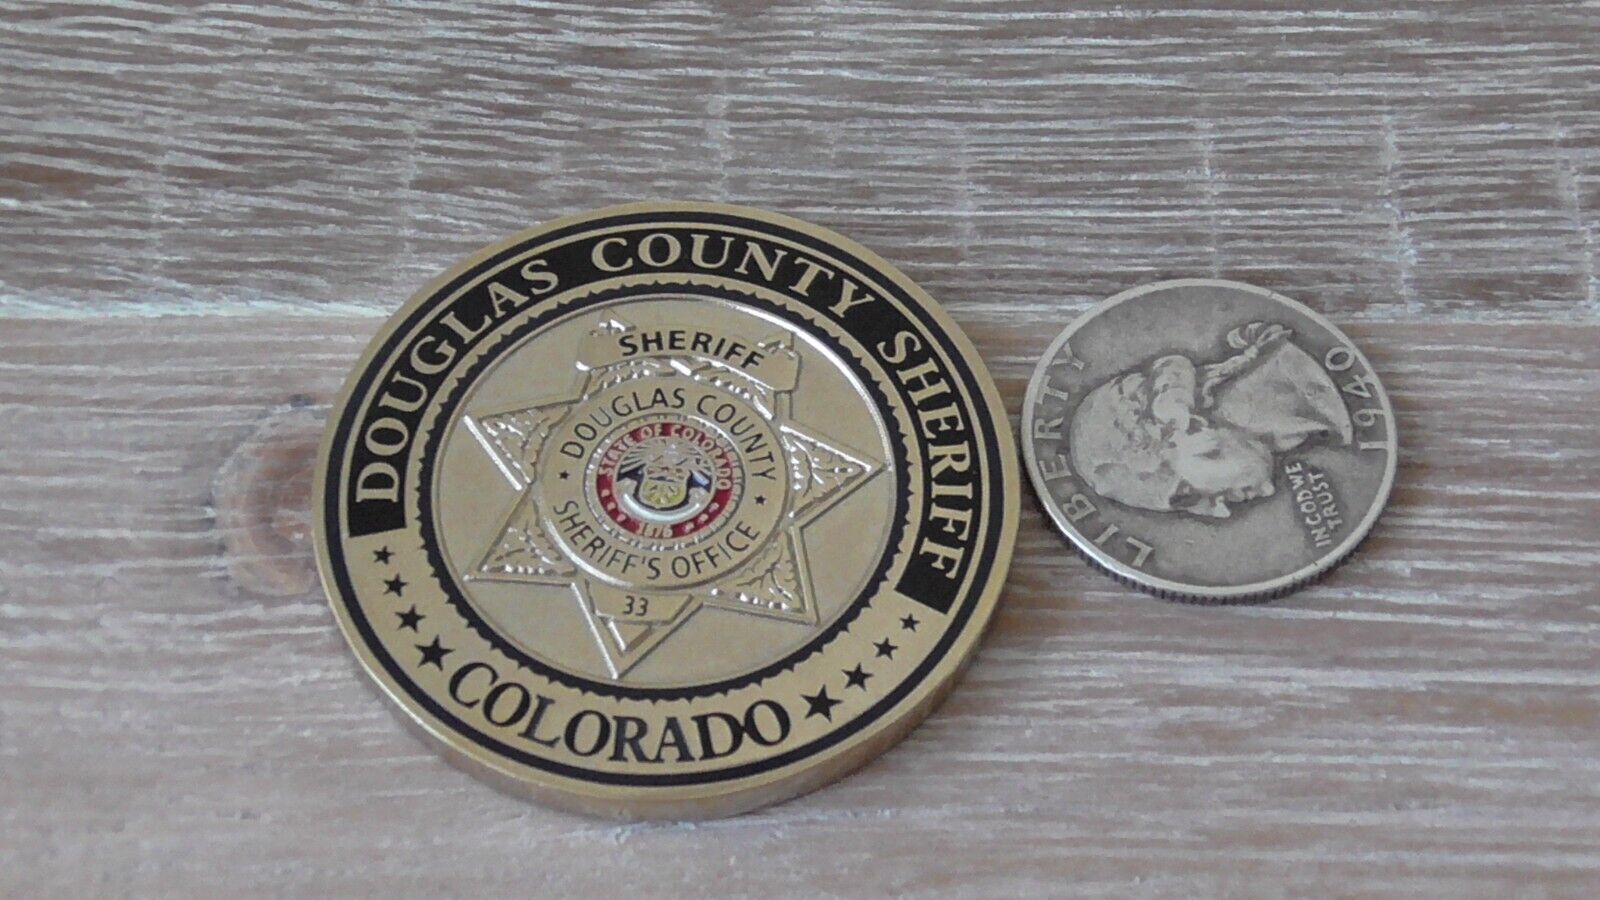 DOUGLAS COUNTY SHERIFF
COLORADO
SHERIFF
DOUGLAS COUNTY
SHERIFF'S OFFICE
STATE OF COLORADO
1876
33
LIBERTY
IN GOD WE
TRUST
1940